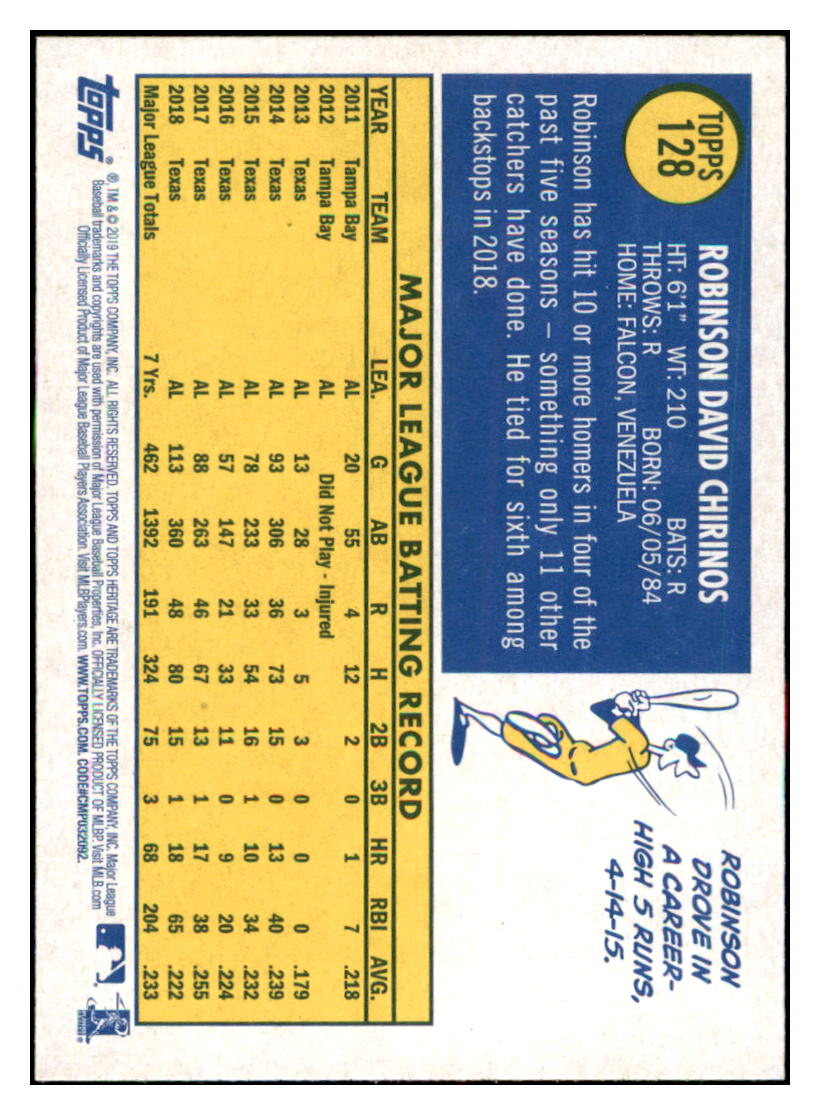 TOPPS
128
ROBINSON DAVID CHIRINOS
HT: 6'1" WT: 210 BATS: R
THROWS: R BORN: 06/05/84
HOME: FALCON, VENEZUELA
Robinson has hit 10 or more homers in four of the
past five seasons – something only 11 other
catchers have done. He tied for sixth among
backstops in 2018.
ROBINSON
DROVE IN
A CAREER-
HIGH 5 RUNS,
4-14-15.
MAJOR LEAGUE BATTING RECORD
YEAR TEAM LEA. G AB R H 2B 3B HR RBI AVG.
2011 Tampa Bay AL 20 55 4 12 2 0 1 7 .218
2012 Tampa Bay AL Did Not Play - Injured
2013 Texas AL 13 28 3 5 3 0 0 0 .179
2014 Texas AL 93 306 36 73 15 0 13 40 .239
2015 Texas AL 78 233 33 54 16 1 10 34 .232
2016 Texas AL 57 147 21 33 11 0 9 20 .224
2017 Texas AL 88 263 46 67 13 1 17 38 .255
2018 Texas AL 113 360 48 80 15 1 18 65 .222
Major League Totals 7 Yrs. 462 1392 191 324 75 3 68 204 .233
topps®
®, TM & © 2019 THE TOPPS COMPANY, INC. ALL RIGHTS RESERVED. TOPPS AND TOPPS HERITAGE ARE TRADEMARKS OF THE TOPPS COMPANY, INC. Major League
Baseball trademarks and copyrights are used with permission of Major League Baseball Properties, Inc. OFFICIALLY LICENSED PRODUCT OF MLBP. Visit MLB.com
Officially Licensed Product of Major League Baseball Players Association. Visit MLBPlayers.com. WWW.TOPPS.COM. CODE#CMP032092.